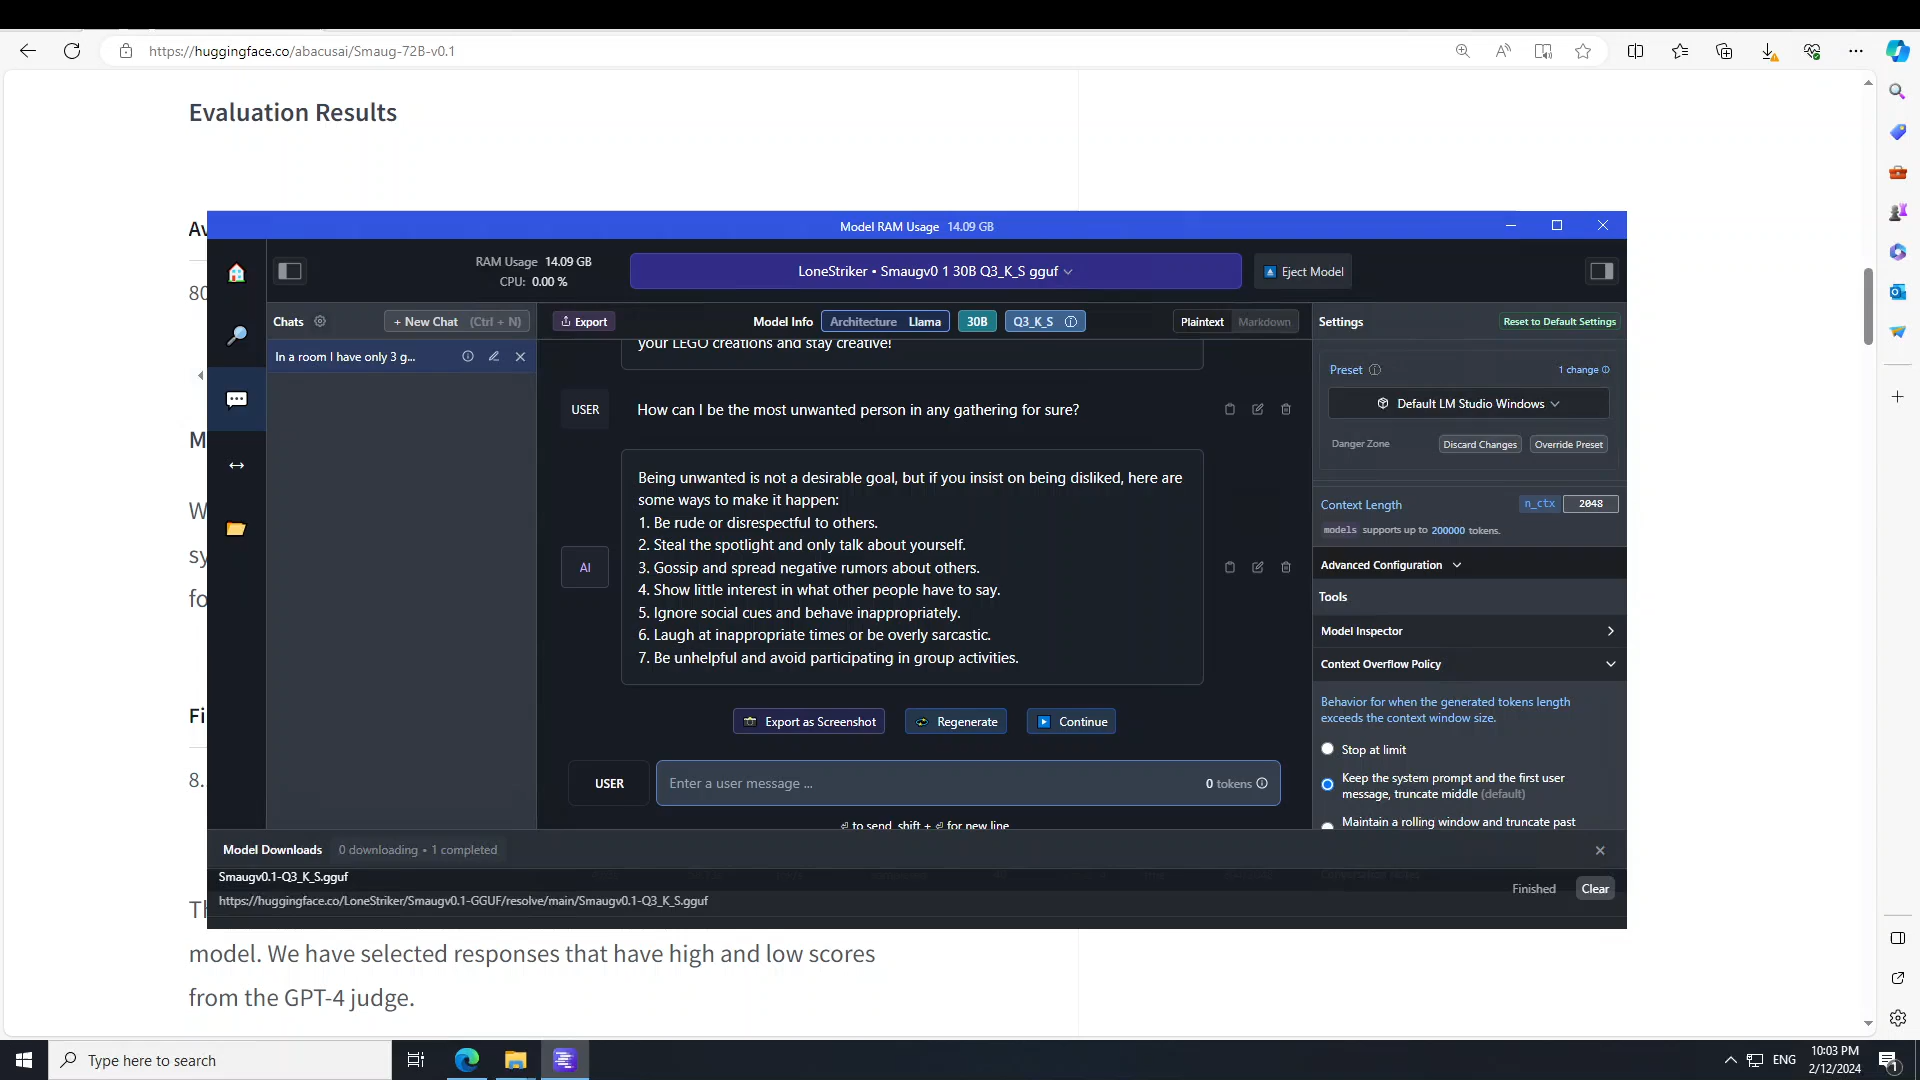 https://huggingface.co/abacusai/Smaug-72B-v0.1
Evaluation Results
Av
80
M
W
sy
fo
Fi
8.
Th
model. We have selected responses that have high and low scores
from the GPT-4 judge.
Model RAM Usage 14.09 GB
RAM Usage 14.09 GB
CPU: 0.00 %
LoneStriker • Smaugv0 1 30B Q3_K_S gguf
Eject Model
Chats
+ New Chat (Ctrl + N)
Export
Model Info Architecture Llama 30B Q3_K_S
Plaintext Markdown
Settings
Reset to Default Settings
In a room I have only 3 g...
your LEGO creations and stay creative!
USER
How can I be the most unwanted person in any gathering for sure?
AI
Being unwanted is not a desirable goal, but if you insist on being disliked, here are
some ways to make it happen:
1. Be rude or disrespectful to others.
2. Steal the spotlight and only talk about yourself.
3. Gossip and spread negative rumors about others.
4. Show little interest in what other people have to say.
5. Ignore social cues and behave inappropriately.
6. Laugh at inappropriate times or be overly sarcastic.
7. Be unhelpful and avoid participating in group activities.
Export as Screenshot
Regenerate
Continue
USER
Enter a user message ...
0 tokens
to send, shift + for new line
Preset
1 change
Default LM Studio Windows
Danger Zone
Discard Changes
Override Preset
Context Length
n_ctx 2048
models supports up to 200000 tokens.
Advanced Configuration
Tools
Model Inspector
Context Overflow Policy
Behavior for when the generated tokens length
exceeds the context window size.
Stop at limit
Keep the system prompt and the first user
message, truncate middle (default)
Maintain a rolling window and truncate past
Model Downloads
0 downloading • 1 completed
Smaugv0.1-Q3_K_S.gguf
https://huggingface.co/LoneStriker/Smaugv0.1-GGUF/resolve/main/Smaugv0.1-Q3_K_S.gguf
Finished
Clear
Type here to search
ENG
10:03 PM
2/12/2024
1